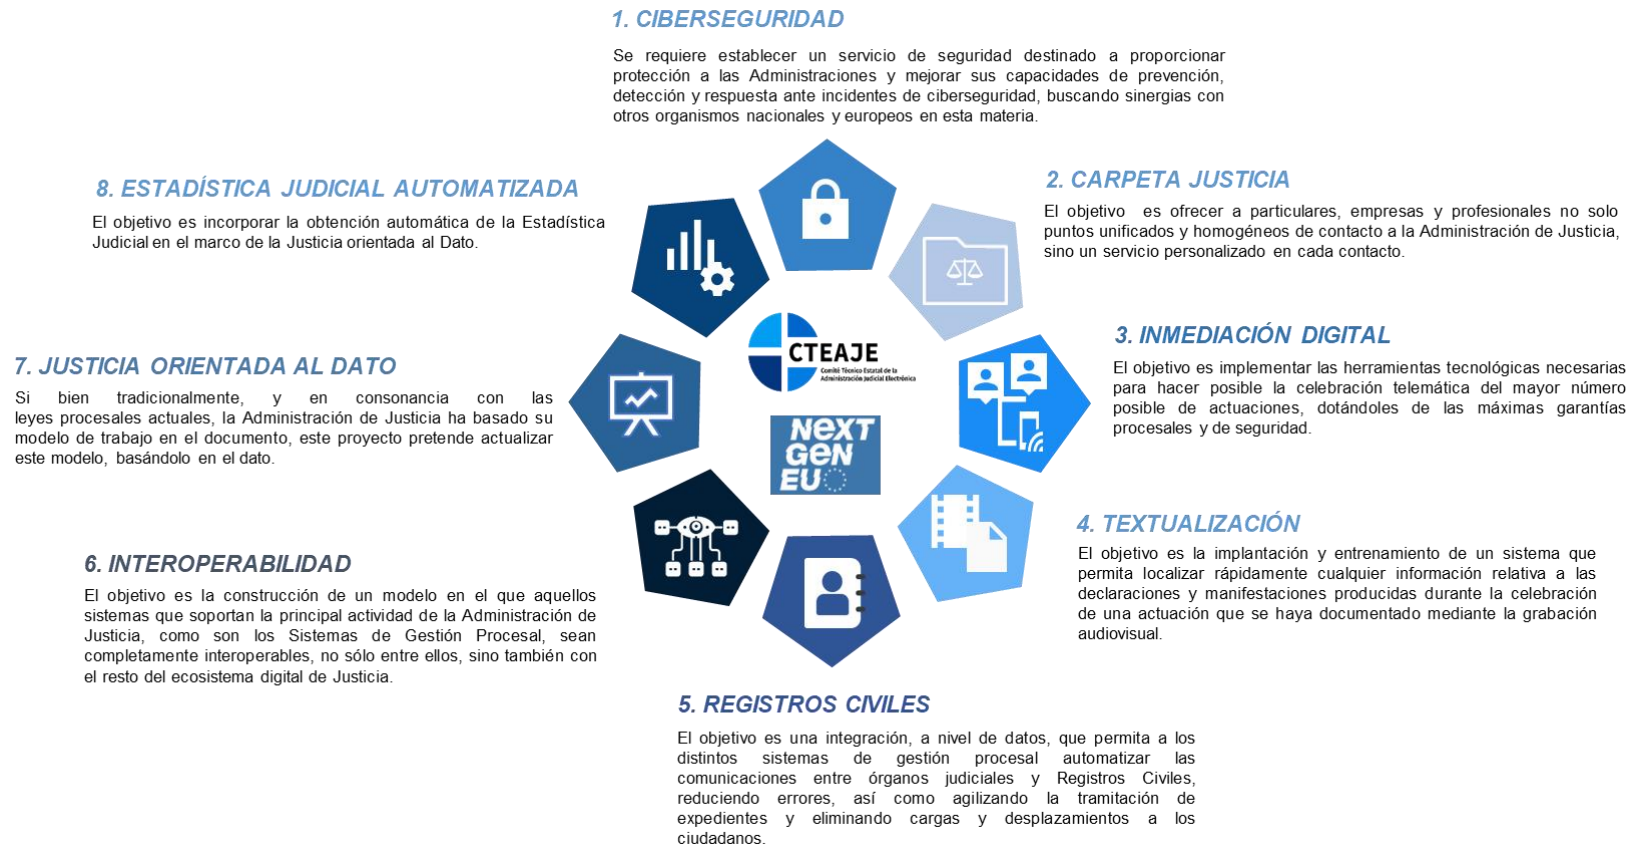 1. CIBERSEGURIDAD
Se requiere establecer un servicio de seguridad destinado a proporcionar
protección a las Administraciones y mejorar sus capacidades de prevención,
detección y respuesta ante incidentes de ciberseguridad, buscando sinergias con
otros organismos nacionales y europeos en esta materia.
2. CARPETA JUSTICIA
El objetivo es ofrecer a particulares, empresas y profesionales no solo
puntos unificados y homogéneos de contacto a la Administración de Justicia,
sino un servicio personalizado en cada contacto.
3. INMEDIACIÓN DIGITAL
El objetivo es implementar las herramientas tecnológicas necesarias
para hacer posible la celebración telemática del mayor número
posible de actuaciones, dotándoles de las máximas garantías
procesales y de seguridad.
4. TEXTUALIZACIÓN
El objetivo es la implantación y entrenamiento de un sistema que
permita localizar rápidamente cualquier información relativa a las
declaraciones y manifestaciones producidas durante la celebración
de una actuación que se haya documentado mediante la grabación
audiovisual.
5. REGISTROS CIVILES
El objetivo es una integración, a nivel de datos, que permita a los
distintos sistemas de gestión procesal automatizar las
comunicaciones entre órganos judiciales y Registros Civiles,
reduciendo errores, así como agilizando la tramitación de
expedientes y eliminando cargas y desplazamientos a los
ciudadanos.
6. INTEROPERABILIDAD
El objetivo es la construcción de un modelo en el que aquellos
sistemas que soportan la principal actividad de la Administración de
Justicia, como son los Sistemas de Gestión Procesal, sean
completamente interoperables, no sólo entre ellos, sino también con
el resto del ecosistema digital de Justicia.
7. JUSTICIA ORIENTADA AL DATO
Si bien tradicionalmente, y en consonancia con las
leyes procesales actuales, la Administración de Justicia ha basado su
modelo de trabajo en el documento, este proyecto pretende actualizar
este modelo, basándolo en el dato.
8. ESTADÍSTICA JUDICIAL AUTOMATIZADA
El objetivo es incorporar la obtención automática de la Estadística
Judicial en el marco de la Justicia orientada al Dato.
CTEAJE
Comité Técnico Estatal de la
Administración Judicial Electrónica
NEXT
GEN
EU